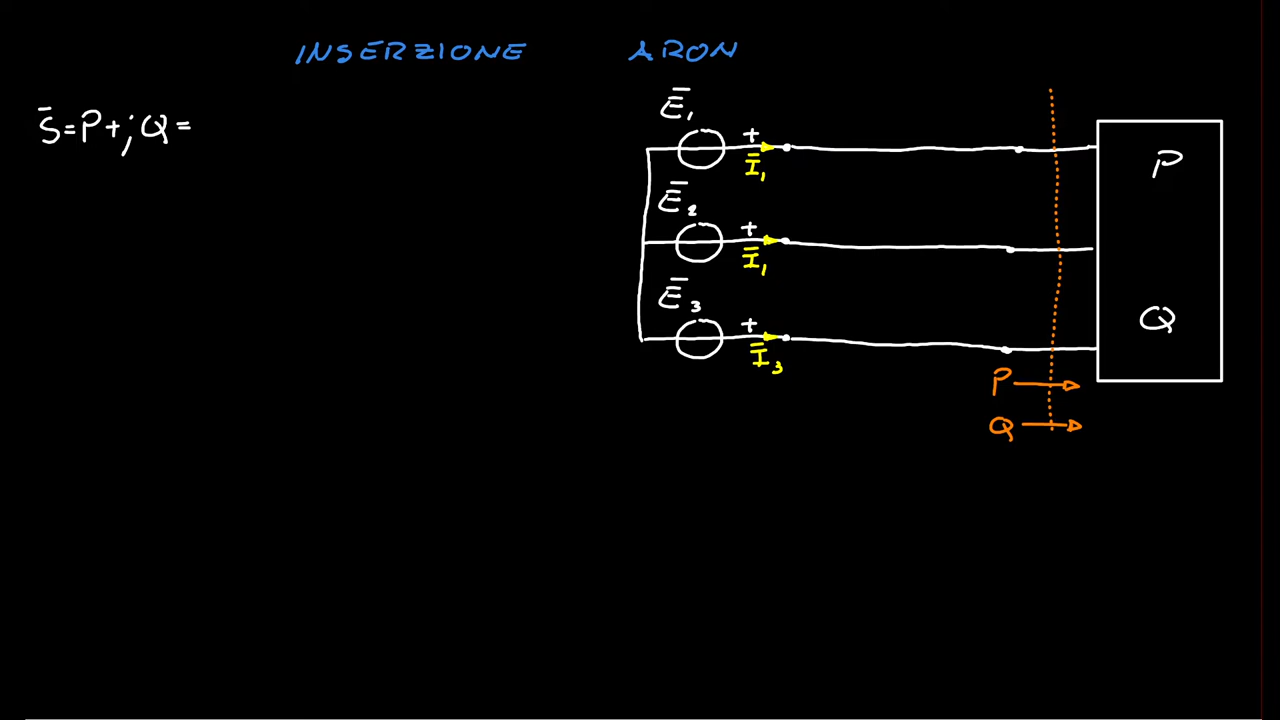 INSERZIONE ARON
S̄=P+jQ=
Ē₁
+
Ī₁
Ē₂
+
Ī₁
Ē₃
+
Ī₃
P
Q
P
Q